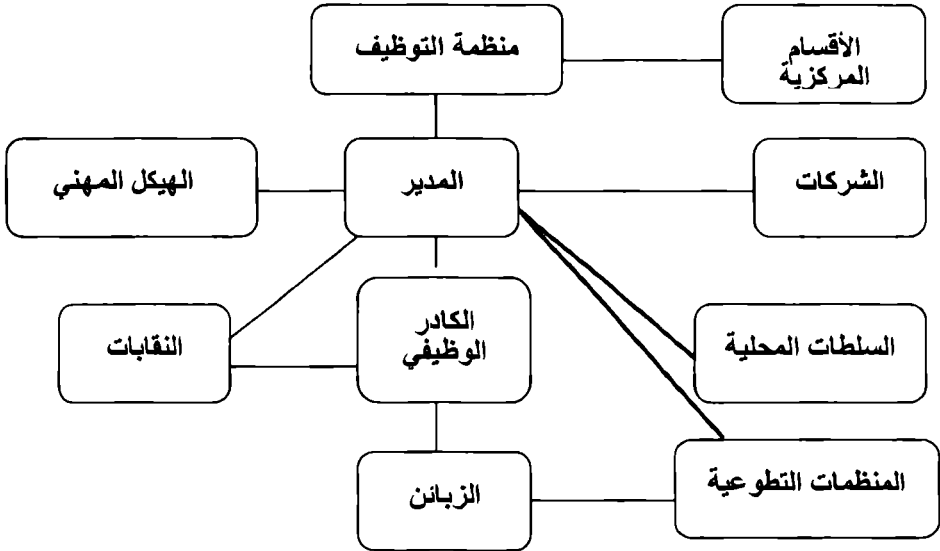 منظمة التوظيف
الأقسام
المركزية
الهيكل المهني
المدير
الشركات
النقابات
الكادر
الوظيفي
السلطات المحلية
الزبائن
المنظمات التطوعية